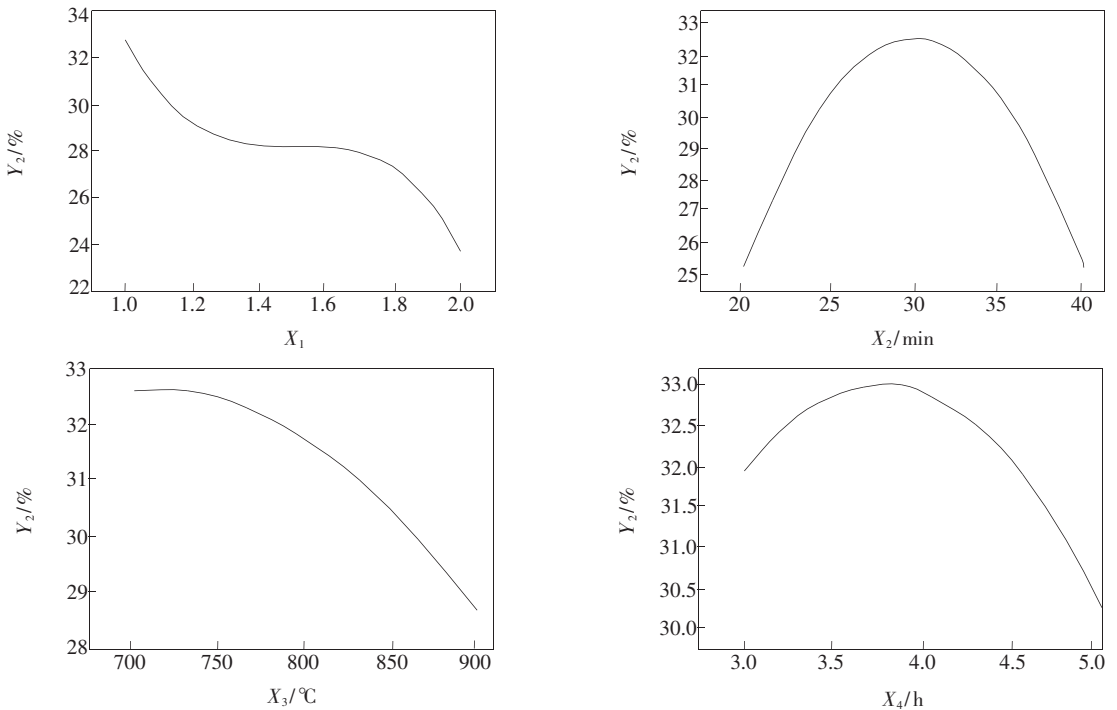 34
32
30
28
26
24
22
Y₂/%
1.0 1.2 1.4 1.6 1.8 2.0
X₁
33
32
31
30
29
28
27
26
25
Y₂/%
20 25 30 35 40
X₂/min
33
32
31
30
29
28
Y₂/%
700 750 800 850 900
X₃/℃
33.0
32.5
32.0
31.5
31.0
30.5
30.0
Y₂/%
3.0 3.5 4.0 4.5 5.0
X₄/h